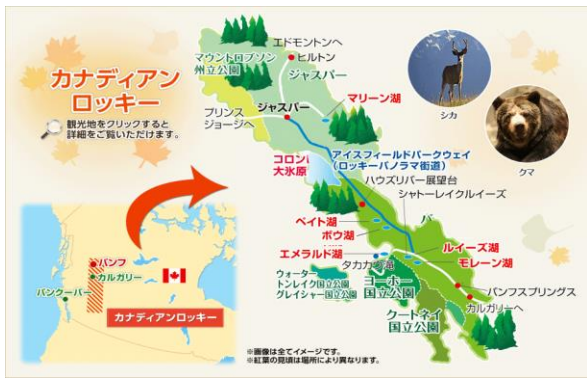 カナディアン
ロッキー
観光地をクリックすると
詳細をご覧いただけます。
エドモントンへ
ヒルトン
マウントロブソン
州立公園
ジャスパー
プリンス
ジョージへ
ジャスパー
マリーン湖
シカ
クマ
アイスフィールドパークウェイ
(ロッキーパノラマ街道)
コロン
大氷原
ハウズリバー展望台
シャトーレイクルイーズ
ペイト湖
バ
ボウ湖
エメラルド湖
ルイーズ湖
モレーン湖
タカカ
ウォーター
トンレイク国立公園
グレイシャー国立公園
ヨーホー
国立公園
クートネイ
国立公園
バンフスプリングス
カルガリーへ
バンフ
カルガリー
バンクーバー
カナディアンロッキー
※画像は全てイメージです。
※紅葉の見頃は場所により異なります。